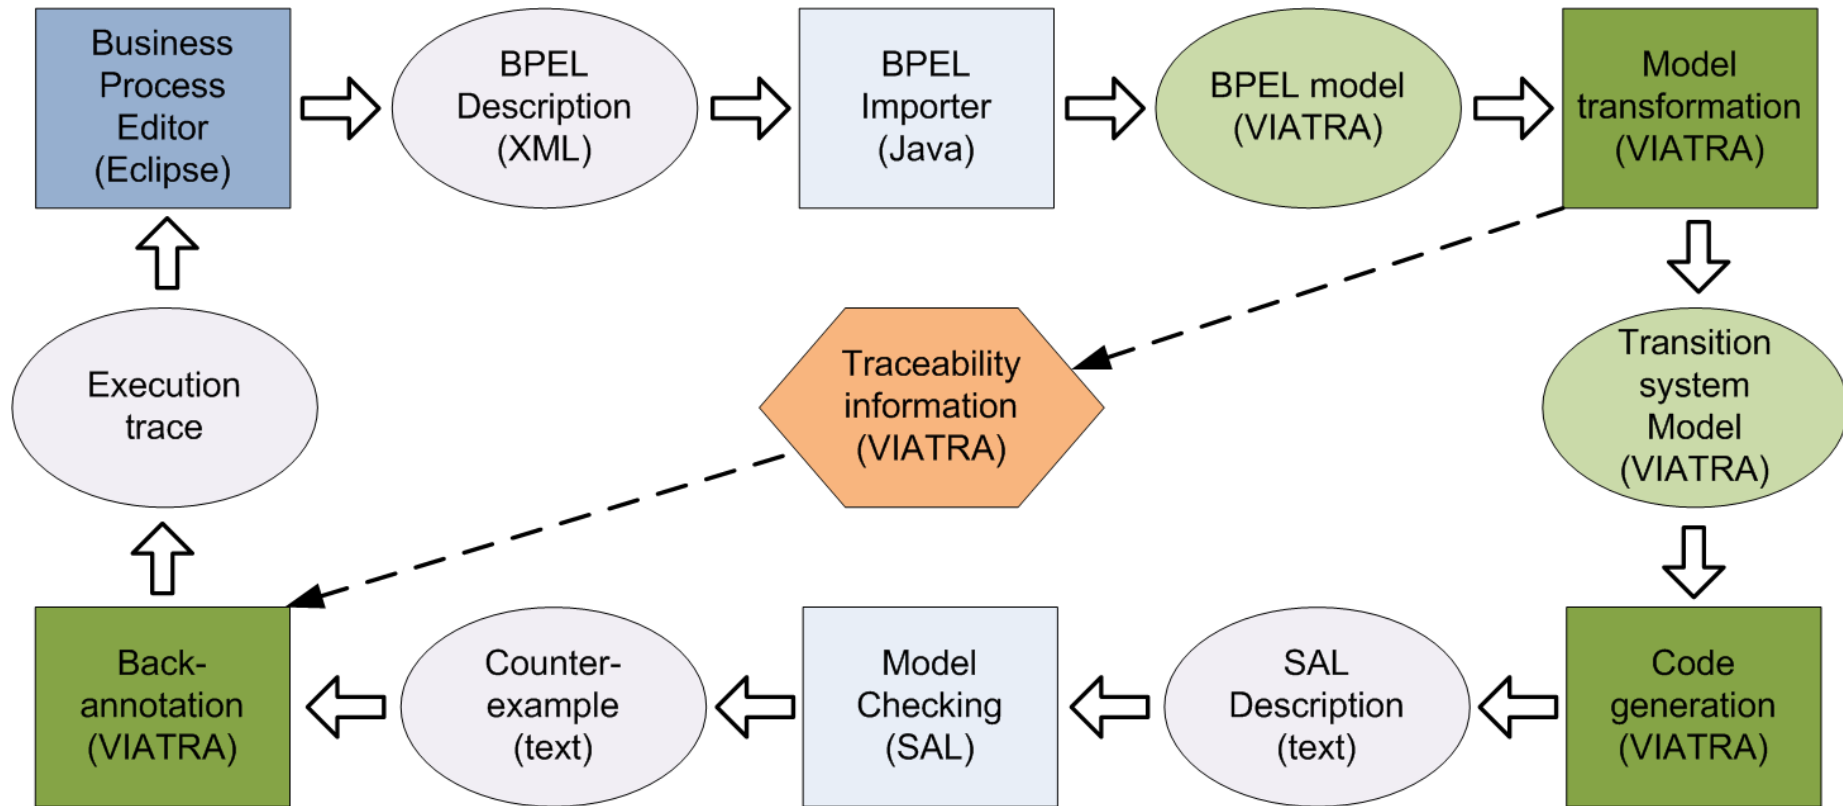 Business
Process
Editor
(Eclipse)
BPEL
Description
(XML)
BPEL
Importer
(Java)
BPEL model
(VIATRA)
Model
transformation
(VIATRA)
Execution
trace
Traceability
information
(VIATRA)
Transition
system
Model
(VIATRA)
Back-
annotation
(VIATRA)
Counter-
example
(text)
Model
Checking
(SAL)
SAL
Description
(text)
Code
generation
(VIATRA)